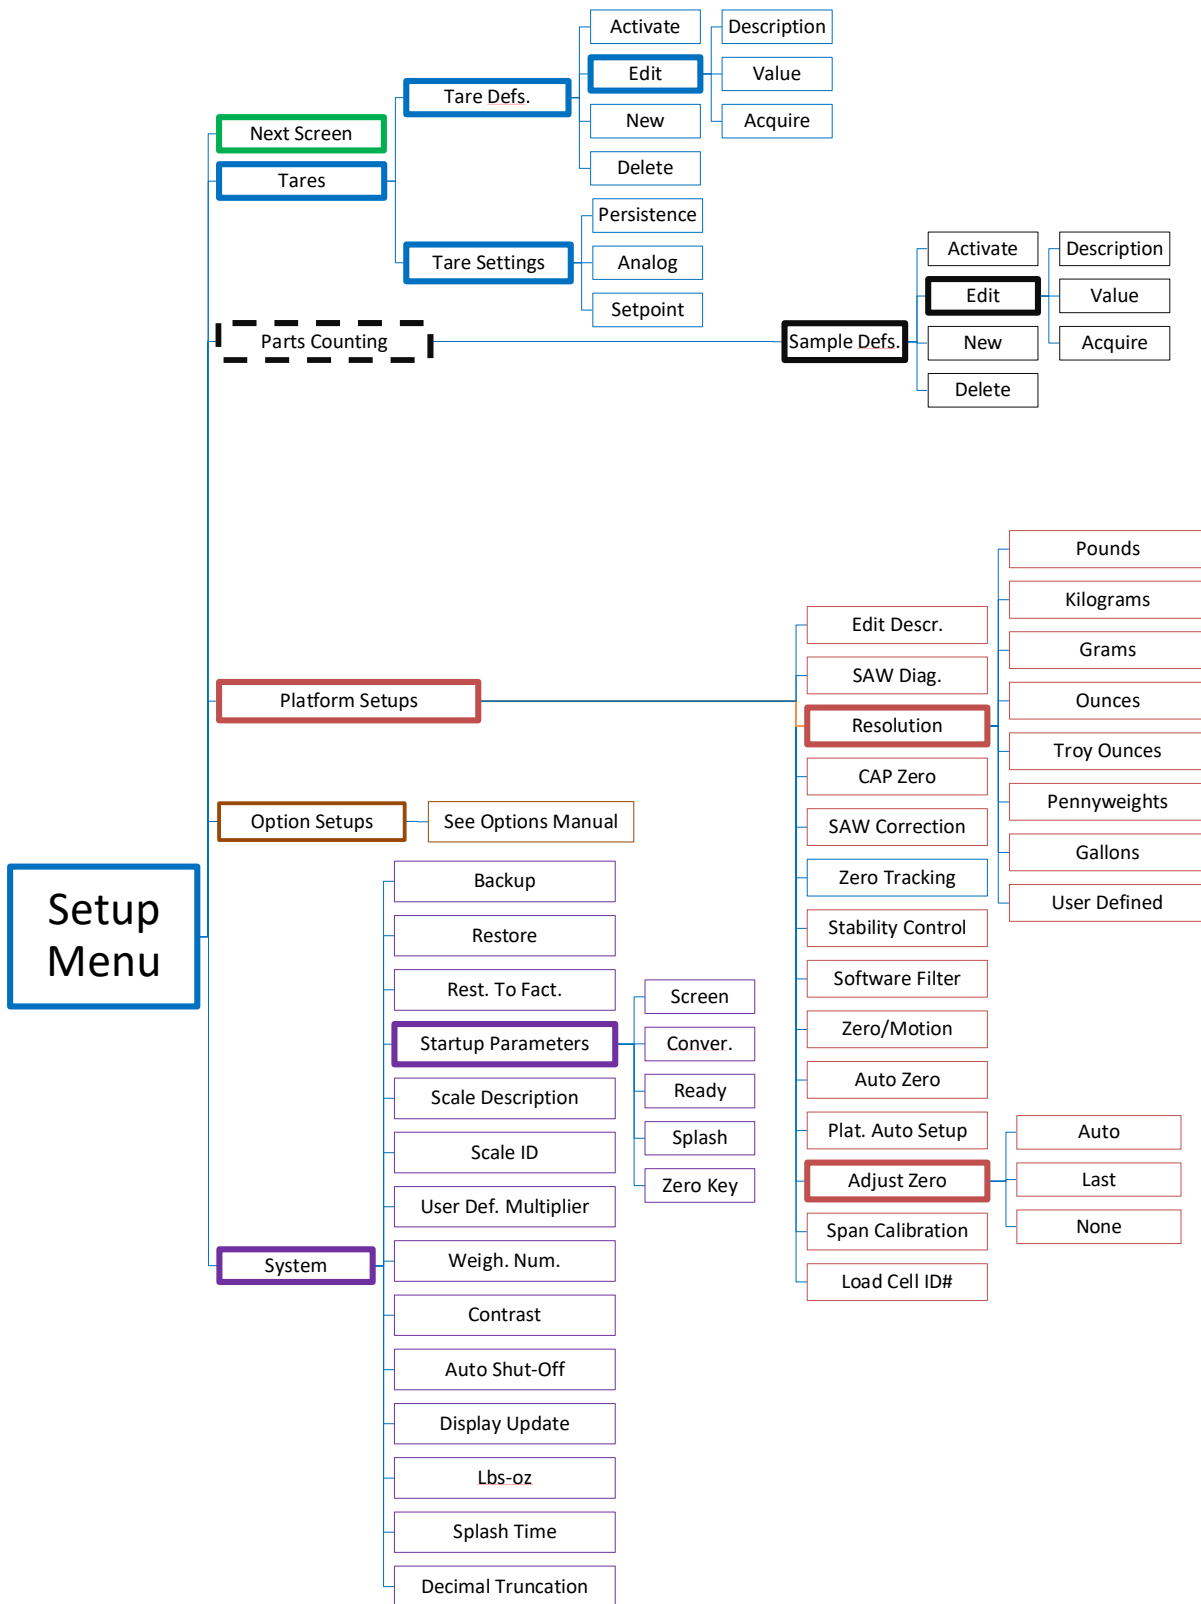 Activate
Description
Edit
Value
Tare Defs.
New
Acquire
Next Screen
Delete
Tares
Persistence
Tare Settings
Analog
Setpoint
Activate
Description
Edit
Value
Parts Counting
Sample Defs.
New
Acquire
Delete
Pounds
Kilograms
Edit Descr.
Grams
SAW Diag.
Platform Setups
Ounces
Resolution
Troy Ounces
CAP Zero
Pennyweights
Option Setups
See Options Manual
SAW Correction
Gallons
Backup
Zero Tracking
User Defined
Setup
Menu
Restore
Stability Control
Rest. To Fact.
Software Filter
Screen
Startup Parameters
Conver.
Zero/Motion
Scale Description
Ready
Auto Zero
Scale ID
Splash
Plat. Auto Setup
Auto
User Def. Multiplier
Zero Key
Adjust Zero
Last
Weigh. Num.
Span Calibration
None
System
Load Cell ID#
Contrast
Auto Shut-Off
Display Update
Lbs-oz
Splash Time
Decimal Truncation